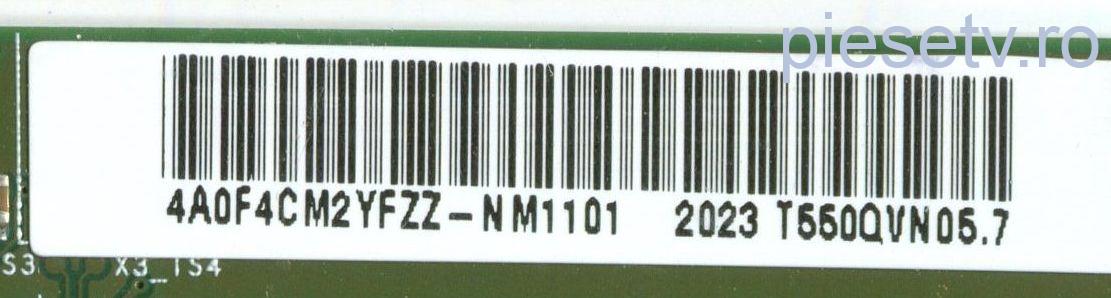 piesetv.ro
4A0F4CM2YFZZ-NM1101 2023 T550QVN05.7
S3 X3_TS4